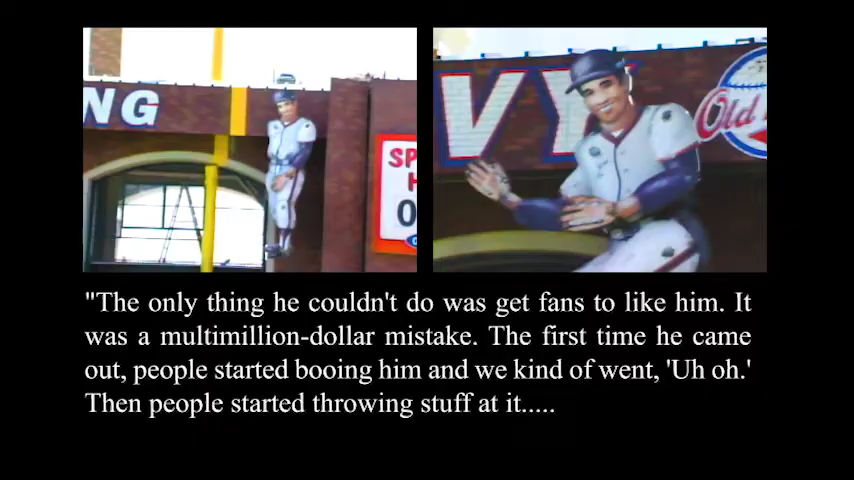 NG
SP
H
0
VY
Old
"The only thing he couldn't do was get fans to like him. It
was a multimillion-dollar mistake. The first time he came
out, people started booing him and we kind of went, 'Uh oh.'
Then people started throwing stuff at it.....